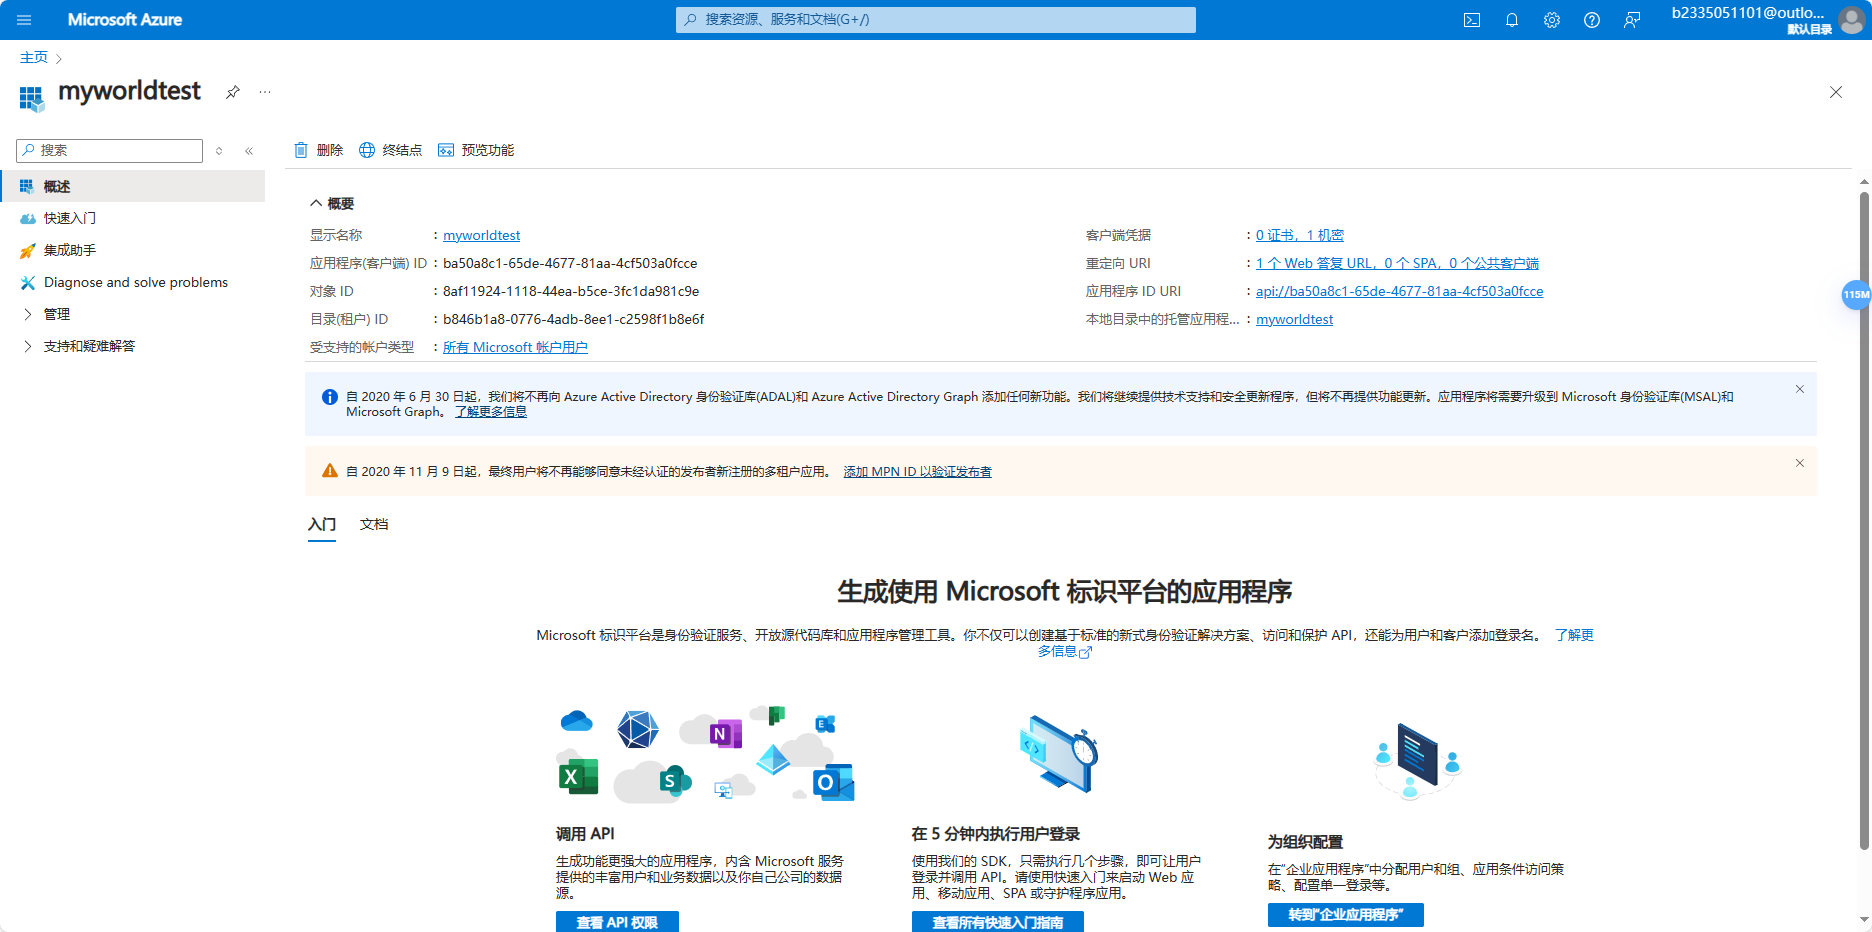 Microsoft Azure
搜索资源、服务和文档(G+/)
b2335051101@outlo...
默认目录
主页
myworldtest
...
搜索
删除
终结点
预览功能
概述
快速入门
集成助手
Diagnose and solve problems
管理
支持和疑难解答
概要
显示名称 : myworldtest
应用程序(客户端) ID : ba50a8c1-65de-4677-81aa-4cf503a0fcce
对象 ID : 8af11924-1118-44ea-b5ce-3fc1da981c9e
目录(租户) ID : b846b1a8-0776-4adb-8ee1-c2598f1b8e6f
受支持的帐户类型 : 所有 Microsoft 帐户用户
客户端凭据 : 0 证书，1 机密
重定向 URI : 1 个 Web 答复 URL，0 个 SPA，0 个公共客户端
应用程序 ID URI : api://ba50a8c1-65de-4677-81aa-4cf503a0fcce
本地目录中的托管应用程... : myworldtest
115M
自 2020 年 6 月 30 日起，我们将不再向 Azure Active Directory 身份验证库(ADAL)和 Azure Active Directory Graph 添加任何新功能。我们将继续提供技术支持和安全更新程序，但将不再提供功能更新。应用程序将需要升级到 Microsoft 身份验证库(MSAL)和
Microsoft Graph。 了解更多信息
自 2020 年 11 月 9 日起，最终用户将不再能够同意未经认证的发布者新注册的多租户应用。 添加 MPN ID 以验证发布者
入门
文档
生成使用 Microsoft 标识平台的应用程序
Microsoft 标识平台是身份验证服务、开放源代码库和应用程序管理工具。你不仅可以创建基于标准的新式身份验证解决方案、访问和保护 API，还能为用户和客户添加登录名。 了解更
多信息
N
E
X
S
O
调用 API
生成功能更强大的应用程序，内含 Microsoft 服务
提供的丰富用户和业务数据以及你自己公司的数据
源。
查看 API 权限
在 5 分钟内执行用户登录
使用我们的 SDK，只需执行几个步骤，即可让用户
登录并调用 API。请使用快速入门来启动 Web 应
用、移动应用、SPA 或守护程序应用。
查看所有快速入门指南
为组织配置
在“企业应用程序”中分配用户和组、应用条件访问策
略、配置单一登录等。
转到“企业应用程序”